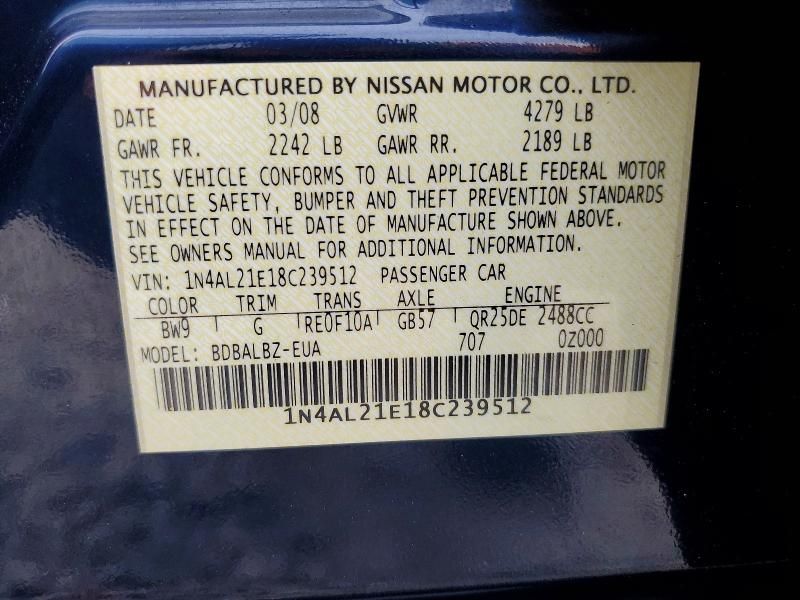 MANUFACTURED BY NISSAN MOTOR CO., LTD.
DATE 03/08 GVWR 4279 LB
GAWR FR. 2242 LB GAWR RR. 2189 LB
THIS VEHICLE CONFORMS TO ALL APPLICABLE FEDERAL MOTOR
VEHICLE SAFETY, BUMPER AND THEFT PREVENTION STANDARDS
IN EFFECT ON THE DATE OF MANUFACTURE SHOWN ABOVE.
SEE OWNERS MANUAL FOR ADDITIONAL INFORMATION.
VIN: 1N4AL21E18C239512 PASSENGER CAR
COLOR TRIM TRANS AXLE ENGINE
BW9 G RE0F10A GB57 QR25DE 2488CC
MODEL: BDBALBZ-EUA 707 0Z000
1N4AL21E18C239512